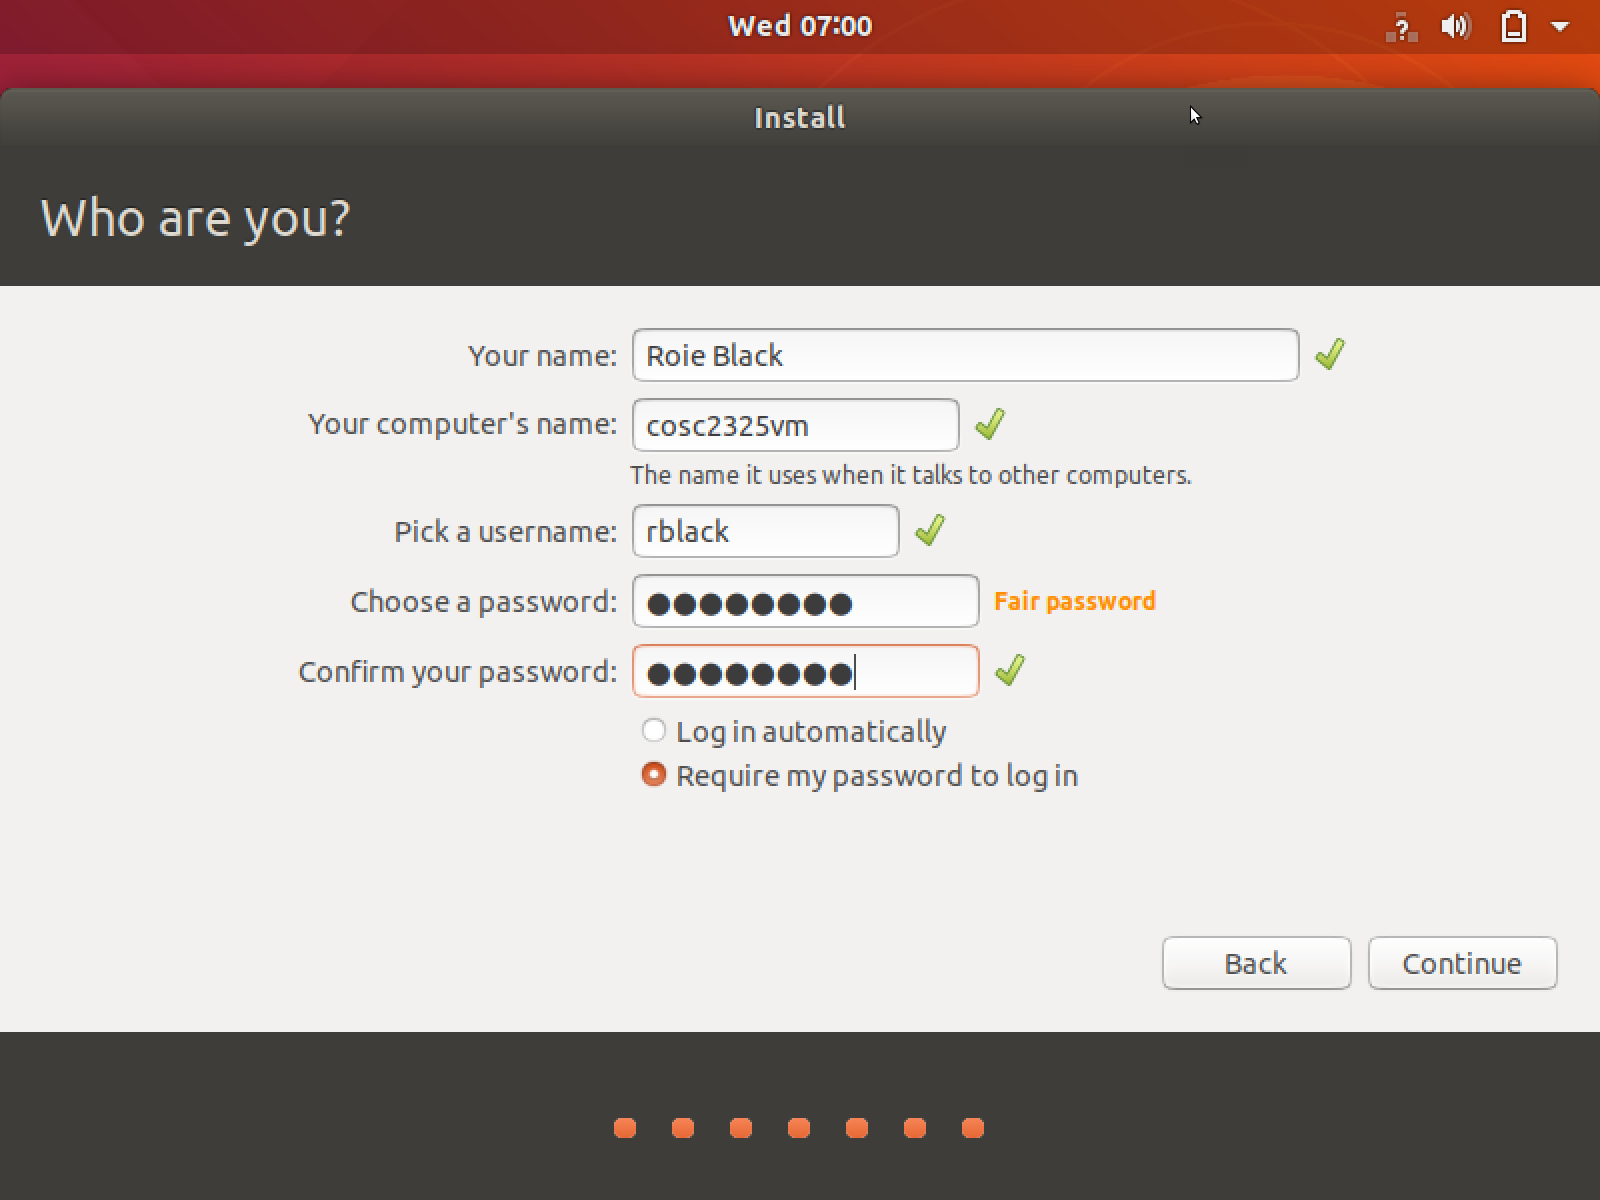 Wed 07:00
Install
Who are you?
Your name: Roie Black
Your computer's name: cosc2325vm
The name it uses when it talks to other computers.
Pick a username: rblack
Choose a password: ●●●●●●●● Fair password
Confirm your password: ●●●●●●●●
Log in automatically
Require my password to log in
Back Continue